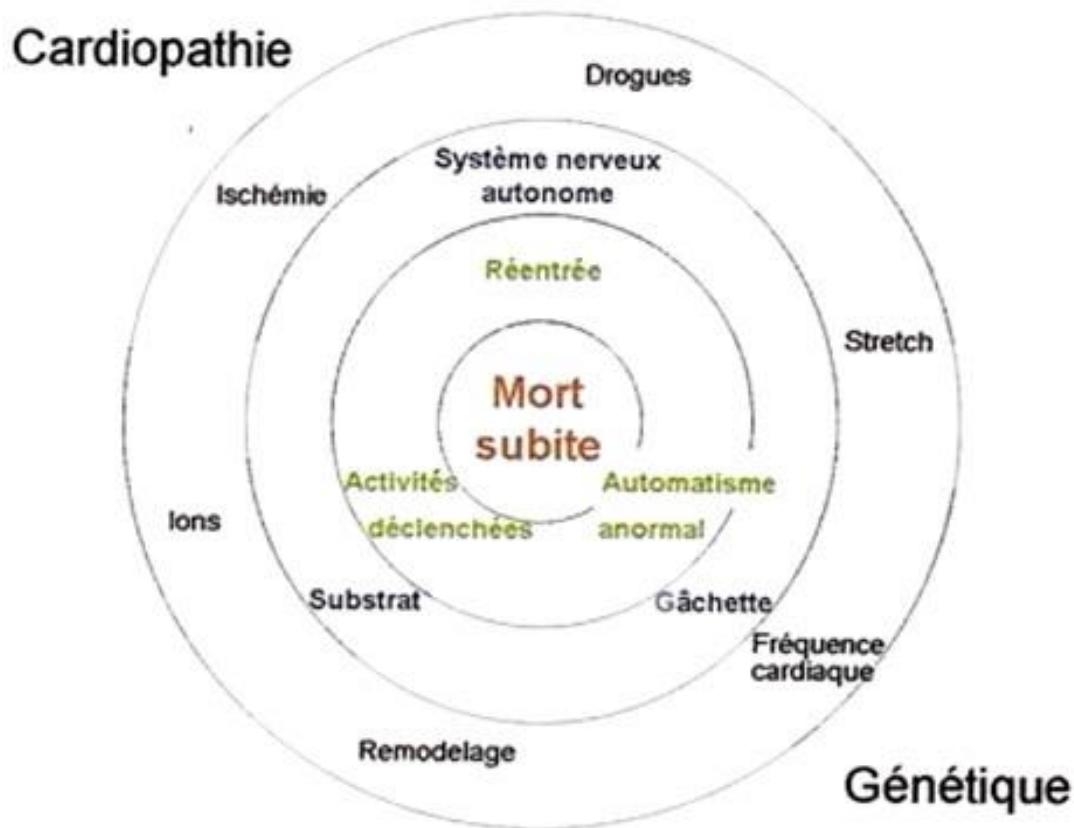 Cardiopathie
Drogues
Système nerveux
autonome
Ischémie
Réentrée
Stretch
Mort
subite
Activités
déclenchées
Automatisme
anormal
Ions
Substrat
Gâchette
Fréquence
cardiaque
Remodelage
Génétique